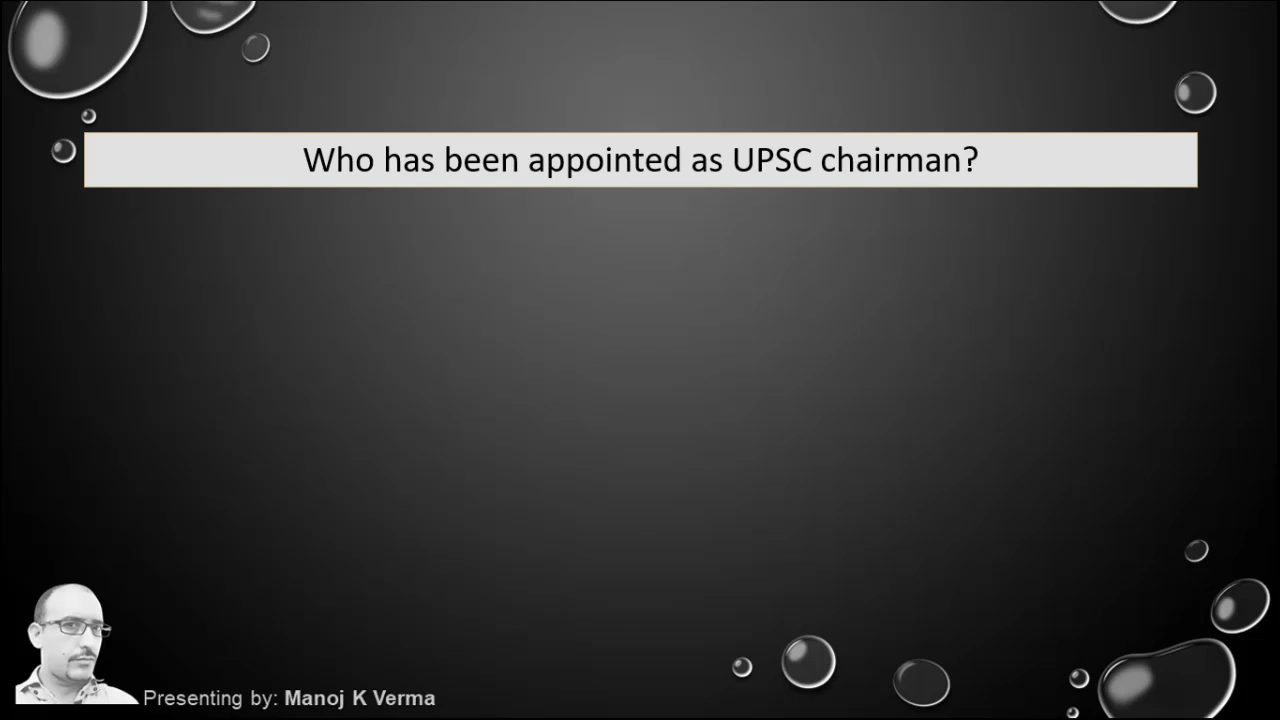 Who has been appointed as UPSC chairman?
Presenting by: Manoj K Verma